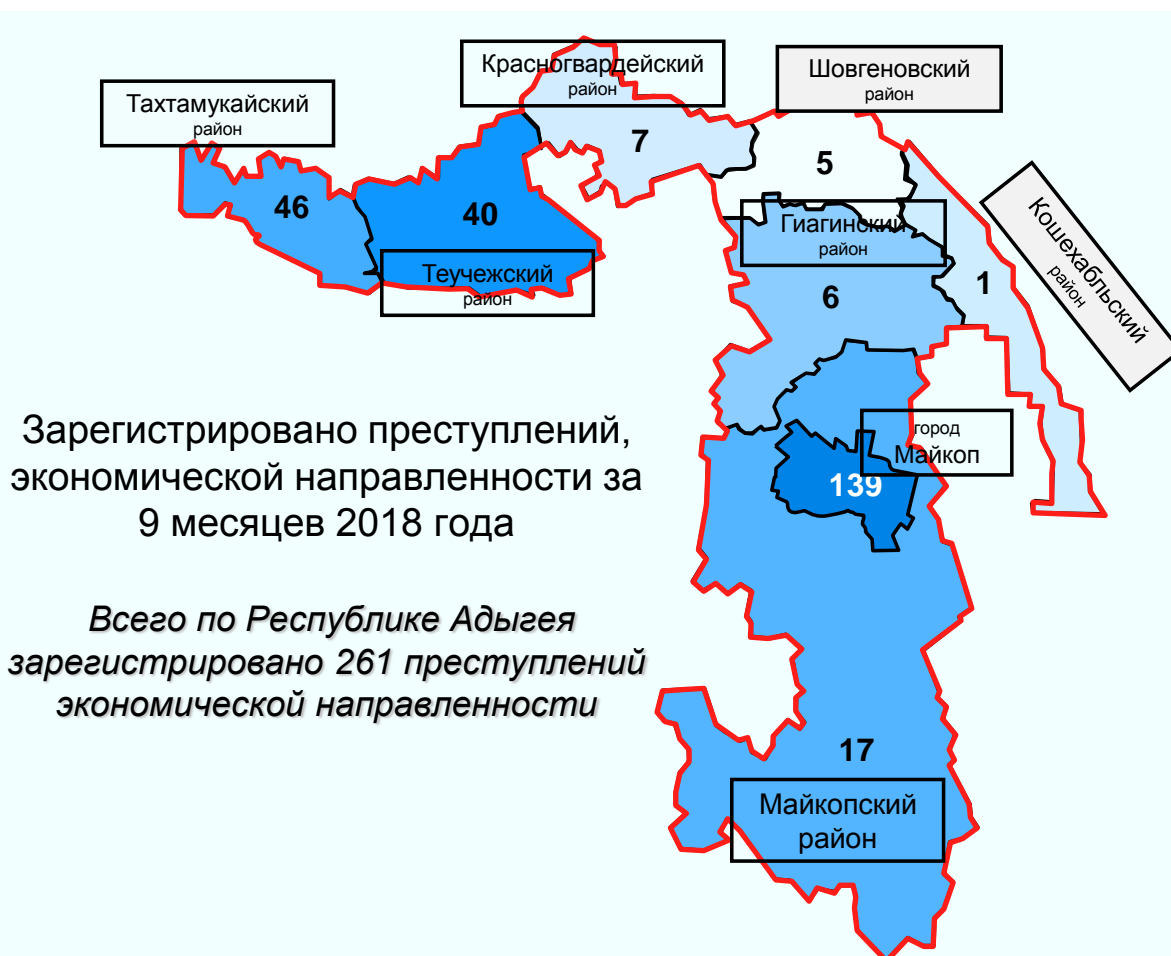 Красногвардейский
район
Шовгеновский
район
Тахтамукайский
район
7
5
46
40
Гиагинский
район
Кошехабльский
район
Теучежский
район
6
1
Зарегистрировано преступлений,
экономической направленности за
9 месяцев 2018 года
город
Майкоп
139
Всего по Республике Адыгея
зарегистрировано 261 преступлений
экономической направленности
17
Майкопский
район